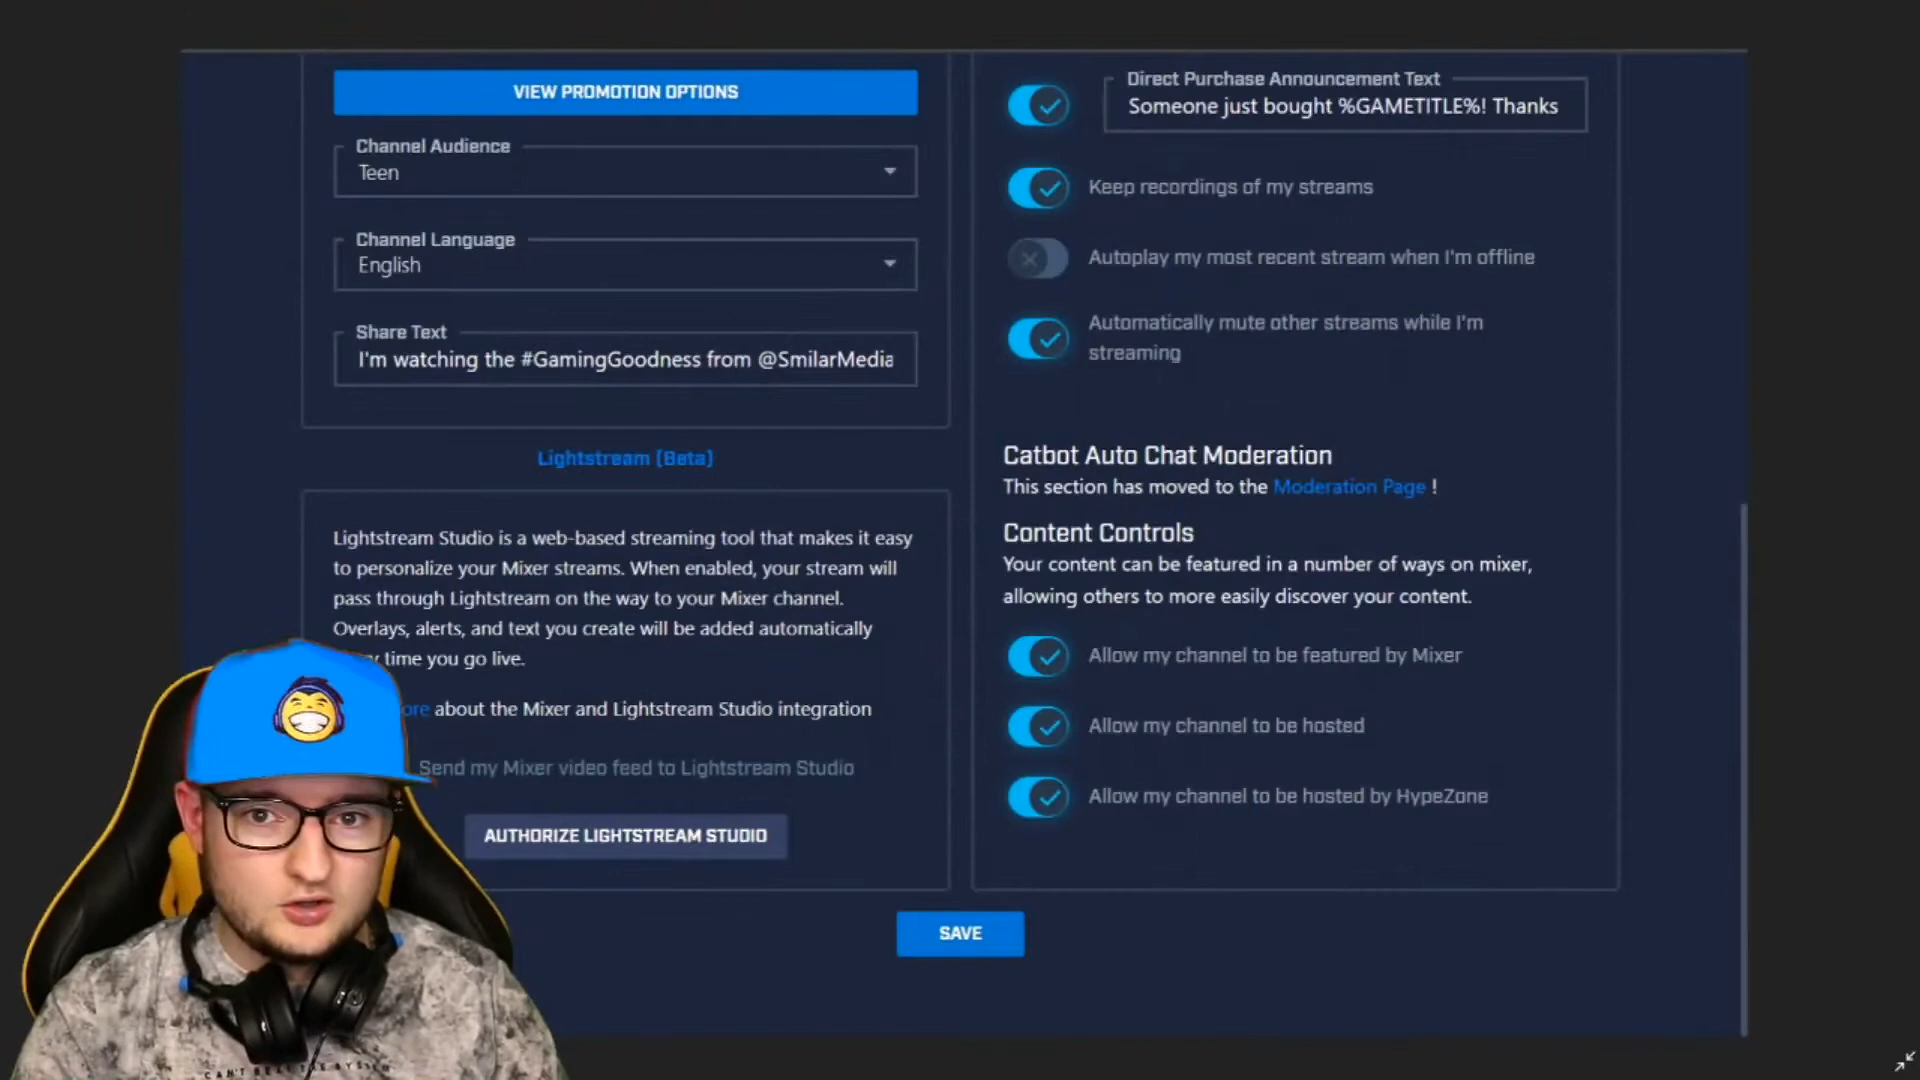 VIEW PROMOTION OPTIONS
Channel Audience
Teen
Channel Language
English
Share Text
I'm watching the #GamingGoodness from @SmilarMedia
Lightstream (Beta)
Lightstream Studio is a web-based streaming tool that makes it easy
to personalize your Mixer streams. When enabled, your stream will
pass through Lightstream on the way to your Mixer channel.
Overlays, alerts, and text you create will be added automatically
time you go live.
about the Mixer and Lightstream Studio integration
Send my Mixer video feed to Lightstream Studio
AUTHORIZE LIGHTSTREAM STUDIO
Direct Purchase Announcement Text
Someone just bought %GAMETITLE%! Thanks
Keep recordings of my streams
Autoplay my most recent stream when I'm offline
Automatically mute other streams while I'm
streaming
Catbot Auto Chat Moderation
This section has moved to the Moderation Page !
Content Controls
Your content can be featured in a number of ways on mixer,
allowing others to more easily discover your content.
Allow my channel to be featured by Mixer
Allow my channel to be hosted
Allow my channel to be hosted by HypeZone
SAVE